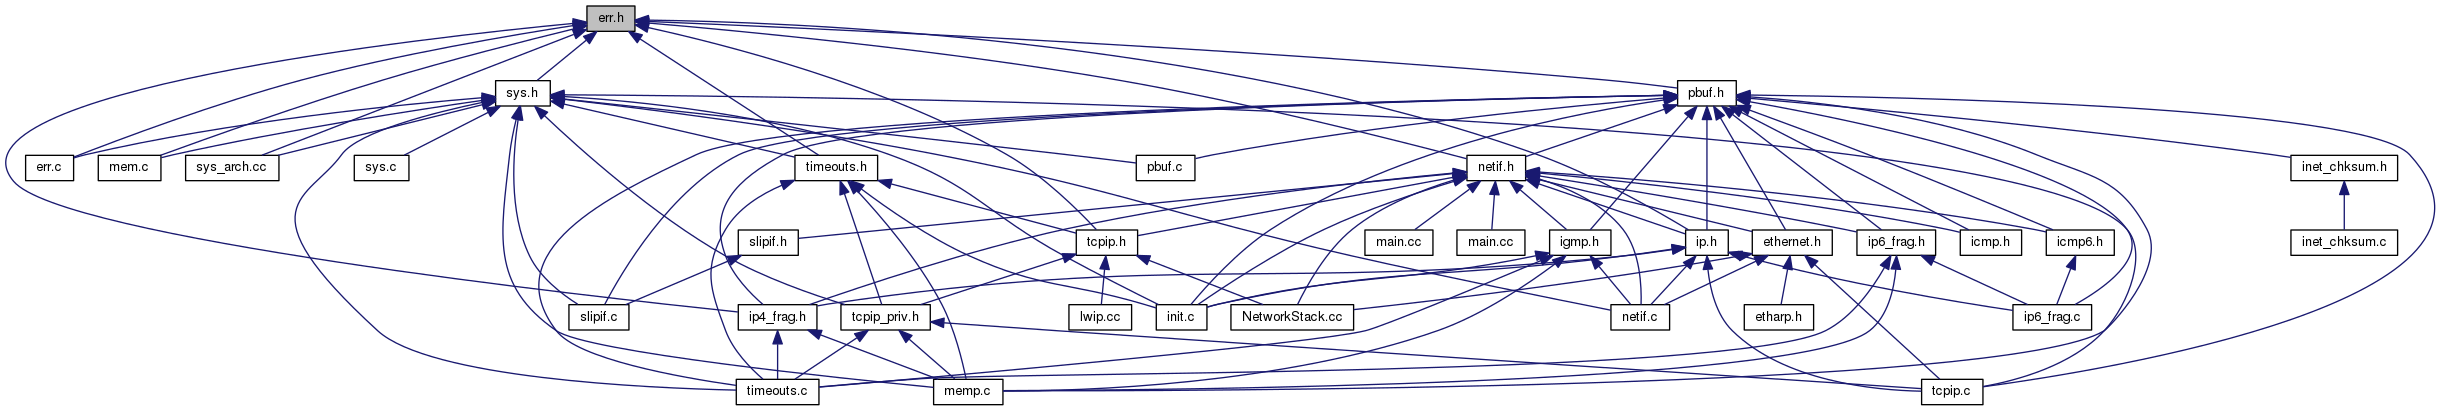 err.h
sys.h
pbuf.h
err.c
mem.c
sys_arch.cc
sys.c
timeouts.h
pbuf.c
netif.h
inet_chksum.h
slipif.h
tcpip.h
main.cc
main.cc
igmp.h
ip.h
ethernet.h
ip6_frag.h
icmp.h
icmp6.h
inet_chksum.c
slipif.c
ip4_frag.h
tcpip_priv.h
lwip.cc
init.c
NetworkStack.cc
netif.c
etharp.h
ip6_frag.c
timeouts.c
memp.c
tcpip.c